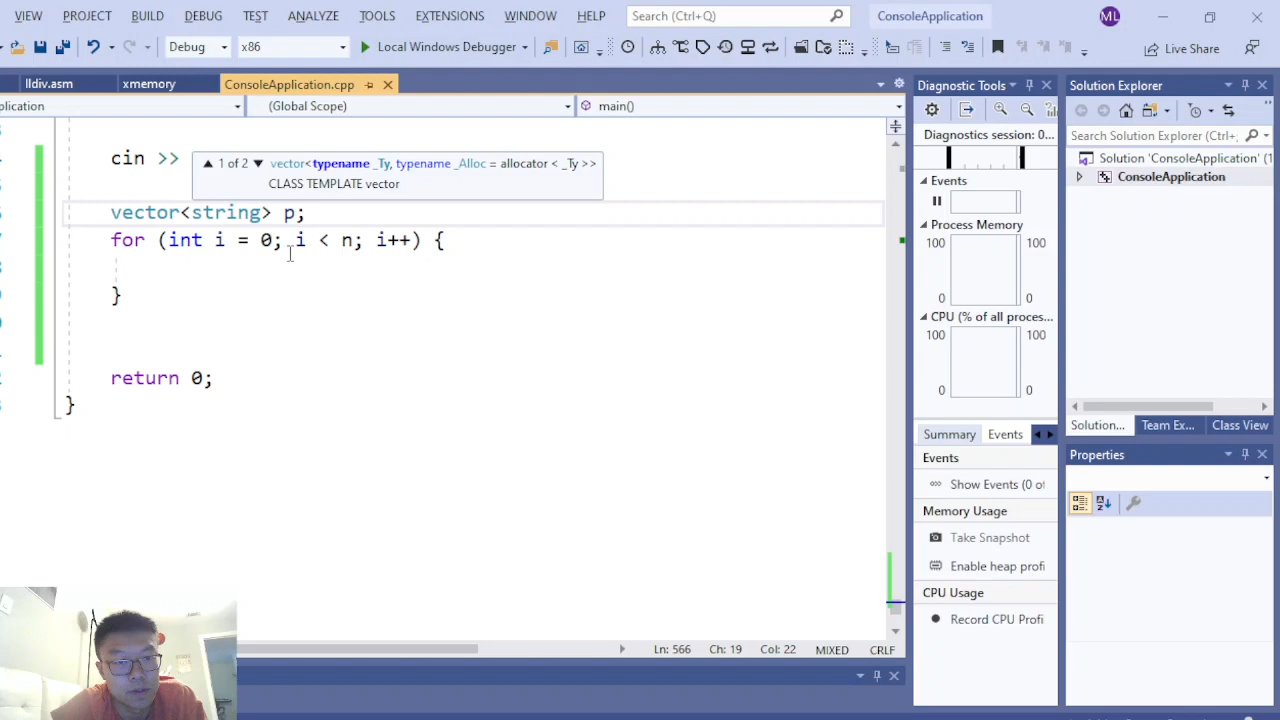 VIEW PROJECT BUILD DEBUG TEST ANALYZE TOOLS EXTENSIONS WINDOW HELP Search (Ctrl+Q) ConsoleApplication ML
Debug x86 Local Windows Debugger Live Share
lldiv.asm xmemory ConsoleApplication.cpp
plication (Global Scope) main()
cin >>
1 of 2 vector<typename _Ty, typename _Alloc = allocator < _Ty >>
CLASS TEMPLATE vector
vector<string> p;
for (int i = 0; i < n; i++) {
}
return 0;
}
Ln: 566 Ch: 19 Col: 22 MIXED CRLF
Diagnostic Tools
Diagnostics session: 0...
Events
Process Memory
100 100
0 0
CPU (% of all proces...
100 100
0 0
Summary Events
Events
Show Events (0 of
Memory Usage
Take Snapshot
Enable heap profi
CPU Usage
Record CPU Profi
Solution Explorer
Search Solution Explorer (Ctrl+;
Solution 'ConsoleApplication' (1
ConsoleApplication
Solution... Team Ex... Class View
Properties